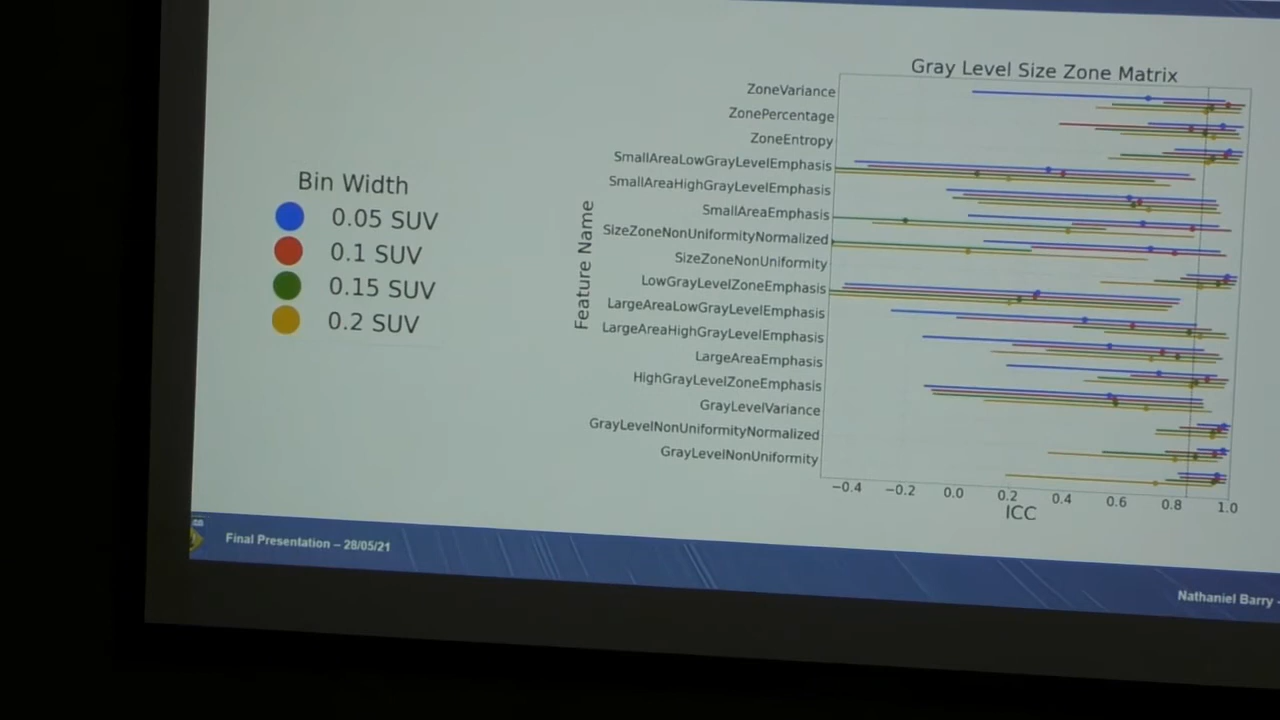 Gray Level Size Zone Matrix
Bin Width
0.05 SUV
0.1 SUV
0.15 SUV
0.2 SUV
Feature Name
ZoneVariance
ZonePercentage
ZoneEntropy
SmallAreaLowGrayLevelEmphasis
SmallAreaHighGrayLevelEmphasis
SmallAreaEmphasis
SizeZoneNonUniformityNormalized
SizeZoneNonUniformity
LowGrayLevelZoneEmphasis
LargeAreaLowGrayLevelEmphasis
LargeAreaHighGrayLevelEmphasis
LargeAreaEmphasis
HighGrayLevelZoneEmphasis
GrayLevelVariance
GrayLevelNonUniformityNormalized
GrayLevelNonUniformity
−0.4 −0.2 0.0 0.2 0.4 0.6 0.8 1.0
ICC
Final Presentation – 28/05/21
Nathaniel Barry -